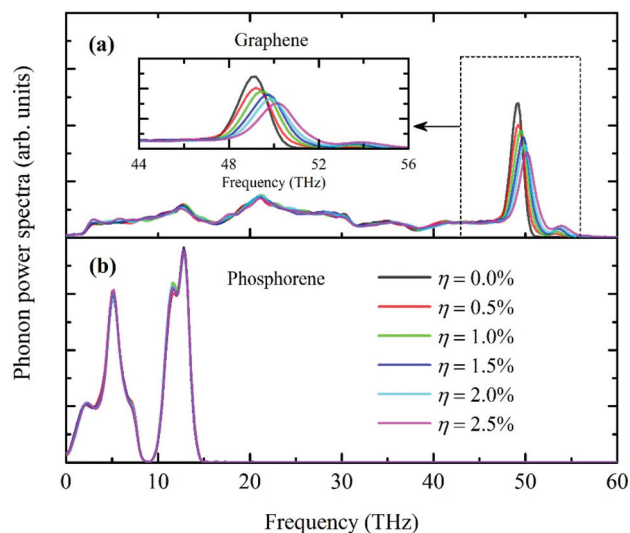 Phonon power spectra (arb. units)
(a)
Graphene
44 48 52 56
Frequency (THz)
(b)
Phosphorene
η = 0.0%
η = 0.5%
η = 1.0%
η = 1.5%
η = 2.0%
η = 2.5%
0 10 20 30 40 50 60
Frequency (THz)